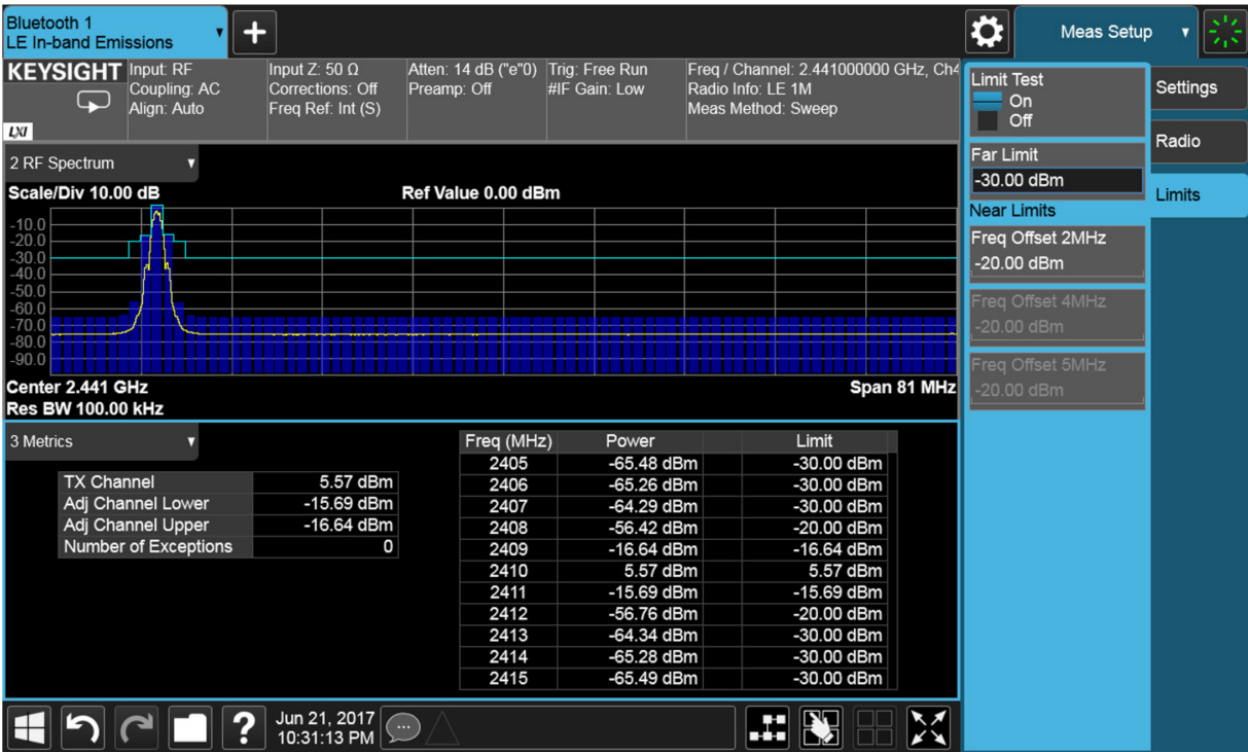 Bluetooth 1
LE In-band Emissions
+
Meas Setup
KEYSIGHT
LXI
Input: RF
Coupling: AC
Align: Auto
Input Z: 50 Ω
Corrections: Off
Freq Ref: Int (S)
Atten: 14 dB ("e"0)
Preamp: Off
Trig: Free Run
#IF Gain: Low
Freq / Channel: 2.441000000 GHz, Ch4
Radio Info: LE 1M
Meas Method: Sweep
Limit Test
On
Off
Far Limit
-30.00 dBm
Near Limits
Freq Offset 2MHz
-20.00 dBm
Freq Offset 4MHz
-20.00 dBm
Freq Offset 5MHz
-20.00 dBm
Settings
Radio
Limits
2 RF Spectrum
Scale/Div 10.00 dB
Ref Value 0.00 dBm
-10.0
-20.0
-30.0
-40.0
-50.0
-60.0
-70.0
-80.0
-90.0
Center 2.441 GHz
Span 81 MHz
Res BW 100.00 kHz
3 Metrics
TX Channel 5.57 dBm
Adj Channel Lower -15.69 dBm
Adj Channel Upper -16.64 dBm
Number of Exceptions 0
Freq (MHz) Power Limit
2405 -65.48 dBm -30.00 dBm
2406 -65.26 dBm -30.00 dBm
2407 -64.29 dBm -30.00 dBm
2408 -56.42 dBm -20.00 dBm
2409 -16.64 dBm -16.64 dBm
2410 5.57 dBm 5.57 dBm
2411 -15.69 dBm -15.69 dBm
2412 -56.76 dBm -20.00 dBm
2413 -64.34 dBm -30.00 dBm
2414 -65.28 dBm -30.00 dBm
2415 -65.49 dBm -30.00 dBm
?
Jun 21, 2017
10:31:13 PM